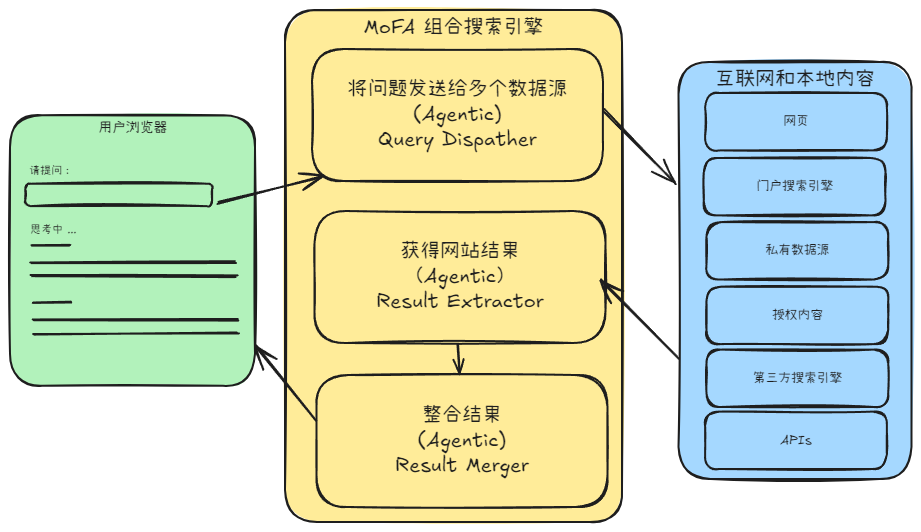 用户浏览器
请提问：
思考中 ...
MoFA 组合搜索引擎
将问题发送给多个数据源
(Agentic)
Query Dispather
获得网站结果
(Agentic)
Result Extractor
整合结果
(Agentic)
Result Merger
互联网和本地内容
网页
门户搜索引擎
私有数据源
授权内容
第三方搜索引擎
APIs